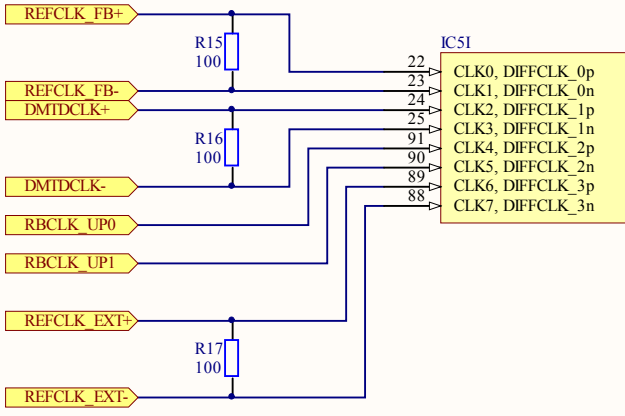 REFCLK_FB+
R15
100
REFCLK_FB-
DMTDCLK+
R16
100
DMTDCLK-
RBCLK_UP0
RBCLK_UP1
REFCLK_EXT+
R17
100
REFCLK_EXT-
IC5I
22 CLK0, DIFFCLK_0p
23 CLK1, DIFFCLK_0n
24 CLK2, DIFFCLK_1p
25 CLK3, DIFFCLK_1n
91 CLK4, DIFFCLK_2p
90 CLK5, DIFFCLK_2n
89 CLK6, DIFFCLK_3p
88 CLK7, DIFFCLK_3n